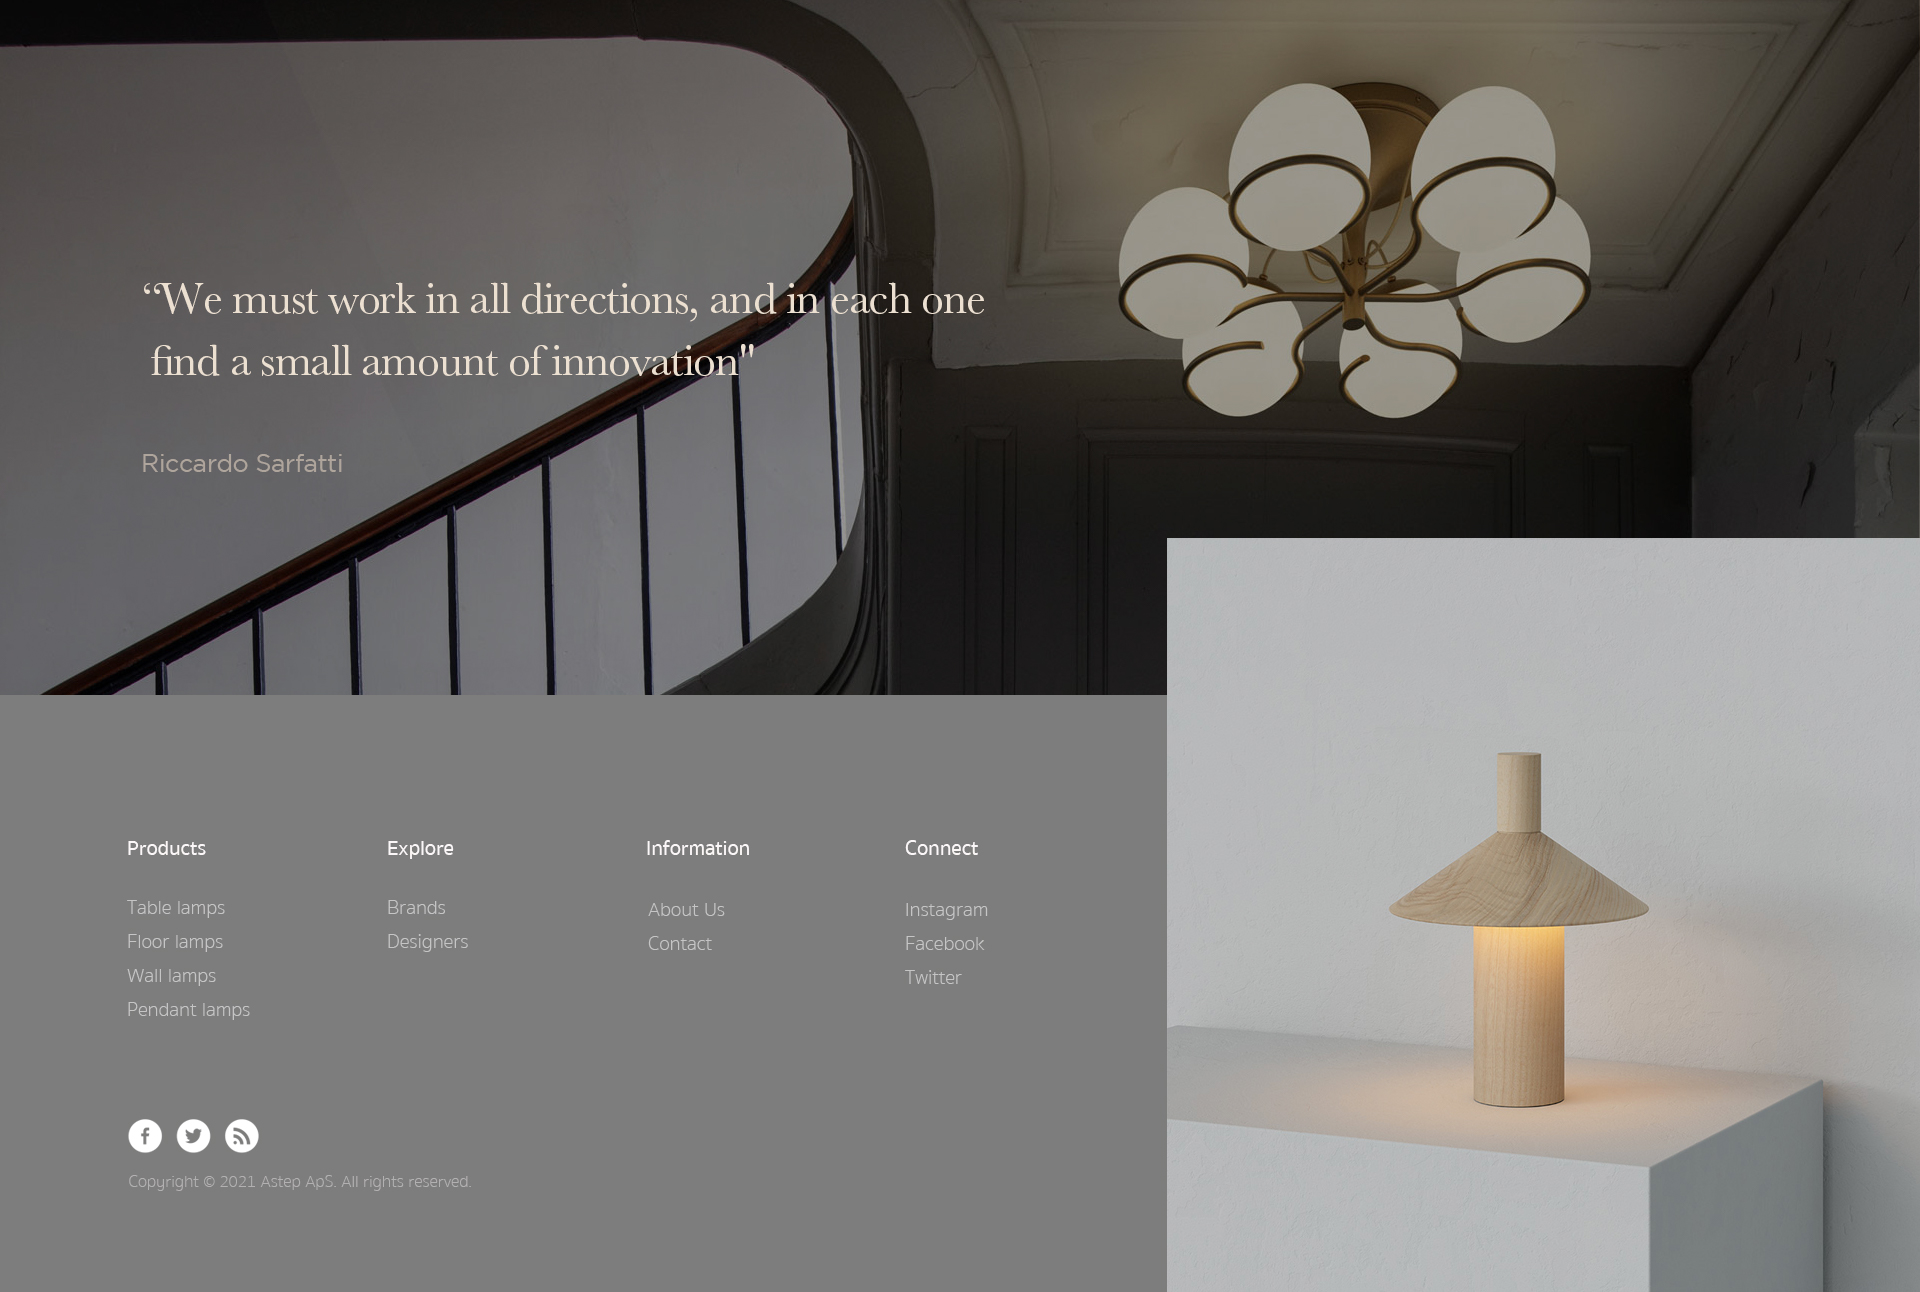 “We must work in all directions, and in each one
find a small amount of innovation"
Riccardo Sarfatti
Products
Table lamps
Floor lamps
Wall lamps
Pendant lamps
Explore
Brands
Designers
Information
About Us
Contact
Connect
Instagram
Facebook
Twitter
Copyright © 2021 Astep ApS. All rights reserved.